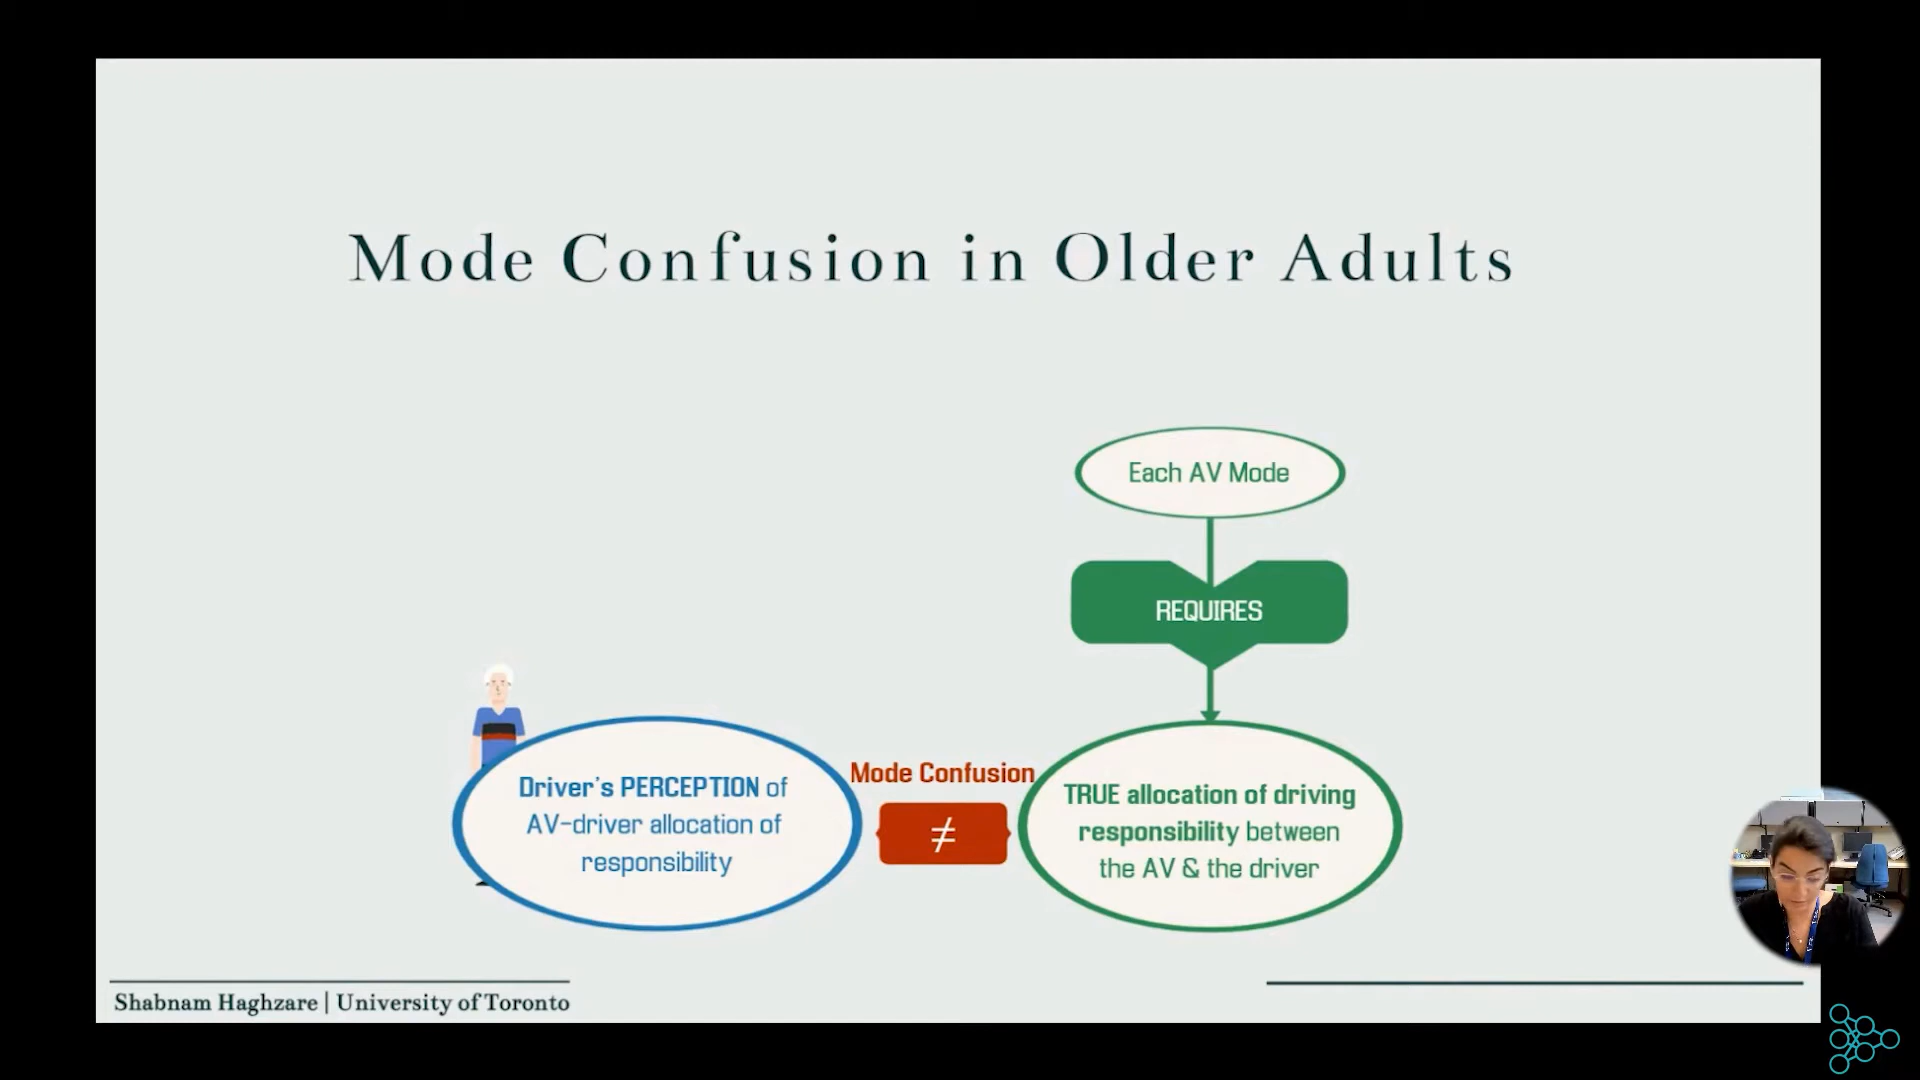 Mode Confusion in Older Adults
Each AV Mode
REQUIRES
Driver's PERCEPTION of
AV-driver allocation of
responsibility
Mode Confusion
≠
TRUE allocation of driving
responsibility between
the AV & the driver
Shabnam Haghzare | University of Toronto